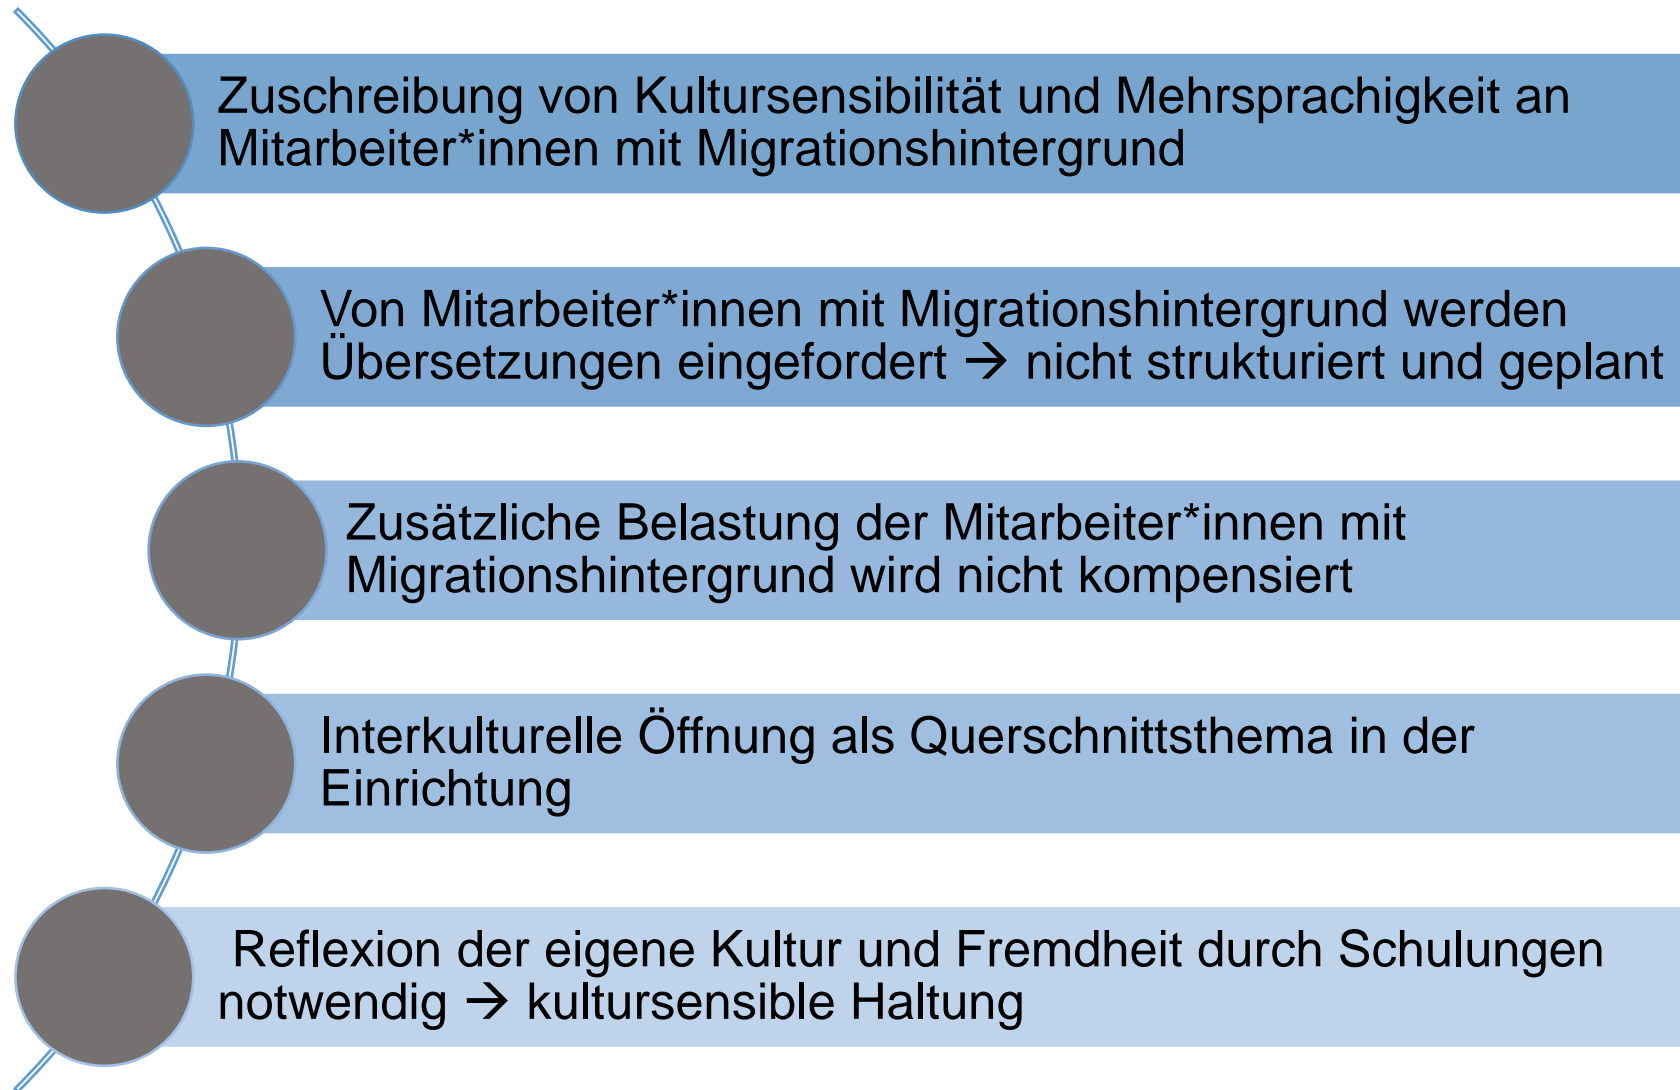 Zuschreibung von Kultursensibilität und Mehrsprachigkeit an
Mitarbeiter*innen mit Migrationshintergrund
Von Mitarbeiter*innen mit Migrationshintergrund werden
Übersetzungen eingefordert → nicht strukturiert und geplant
Zusätzliche Belastung der Mitarbeiter*innen mit
Migrationshintergrund wird nicht kompensiert
Interkulturelle Öffnung als Querschnittsthema in der
Einrichtung
Reflexion der eigene Kultur und Fremdheit durch Schulungen
notwendig → kultursensible Haltung